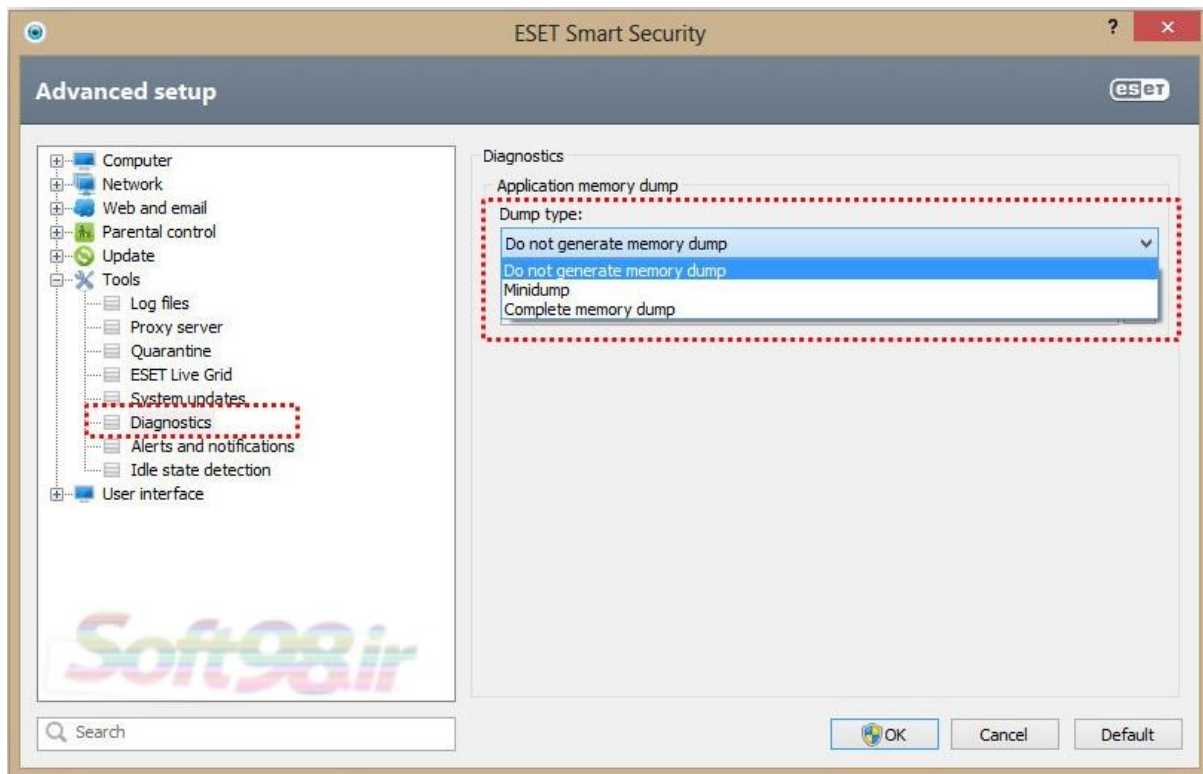 ESET Smart Security
?
Advanced setup
eset
Computer
Network
Web and email
Parental control
Update
Tools
Log files
Proxy server
Quarantine
ESET Live Grid
System updates
Diagnostics
Alerts and notifications
Idle state detection
User interface
Diagnostics
Application memory dump
Dump type:
Do not generate memory dump
Do not generate memory dump
Minidump
Complete memory dump
Soft98.ir
Search
OK
Cancel
Default